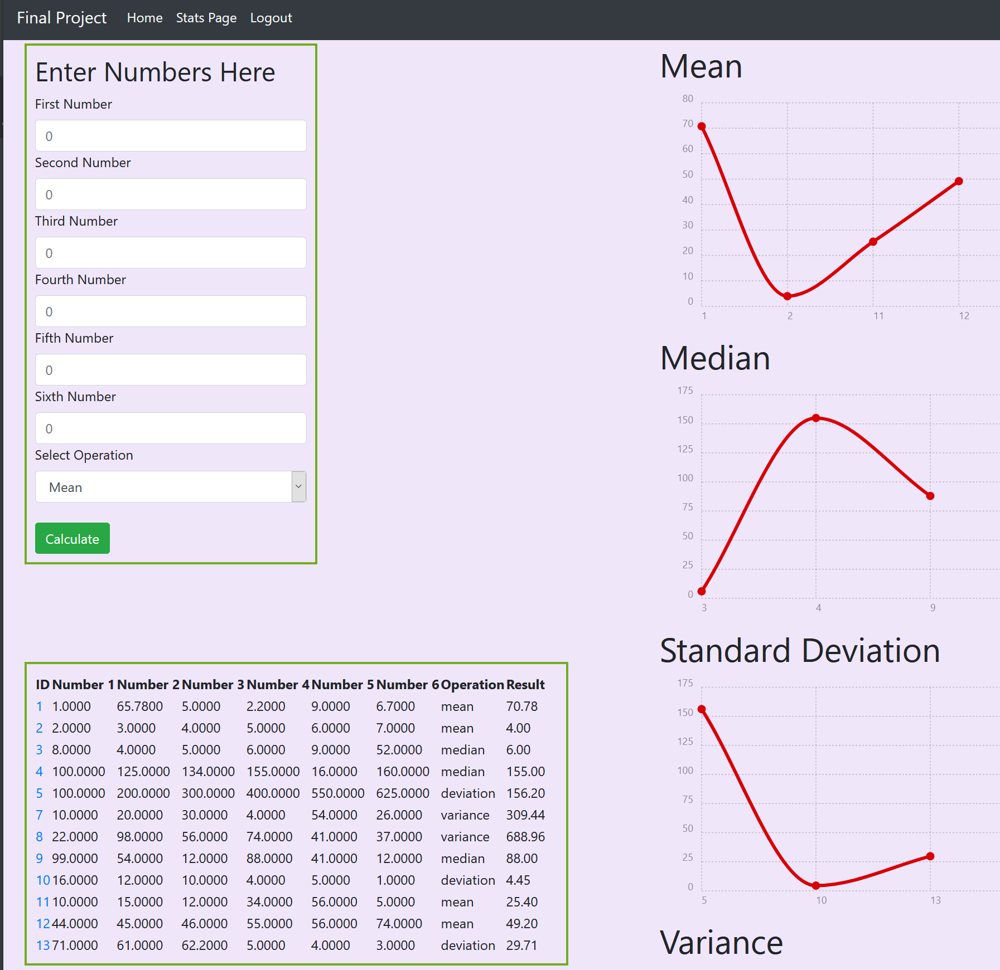 Final Project Home Stats Page Logout
Enter Numbers Here
First Number
0
Second Number
0
Third Number
0
Fourth Number
0
Fifth Number
0
Sixth Number
0
Select Operation
Mean
Calculate
ID Number 1 Number 2 Number 3 Number 4 Number 5 Number 6 Operation Result
1 1.0000 65.7800 5.0000 2.2000 9.0000 6.7000 mean 70.78
2 2.0000 3.0000 4.0000 5.0000 6.0000 7.0000 mean 4.00
3 8.0000 4.0000 5.0000 6.0000 9.0000 52.0000 median 6.00
4 100.0000 125.0000 134.0000 155.0000 16.0000 160.0000 median 155.00
5 100.0000 200.0000 300.0000 400.0000 550.0000 625.0000 deviation 156.20
7 10.0000 20.0000 30.0000 4.0000 54.0000 26.0000 variance 309.44
8 22.0000 98.0000 56.0000 74.0000 41.0000 37.0000 variance 688.96
9 99.0000 54.0000 12.0000 88.0000 41.0000 12.0000 median 88.00
10 16.0000 12.0000 10.0000 4.0000 5.0000 1.0000 deviation 4.45
11 10.0000 15.0000 12.0000 34.0000 56.0000 5.0000 mean 25.40
12 44.0000 45.0000 46.0000 55.0000 56.0000 74.0000 mean 49.20
13 71.0000 61.0000 62.2000 5.0000 4.0000 3.0000 deviation 29.71
Mean
80
70
60
50
40
30
20
10
0
1 2 11 12
Median
175
150
125
100
75
50
25
0
3 4 9
Standard Deviation
175
150
125
100
75
50
25
0
5 10 13
Variance